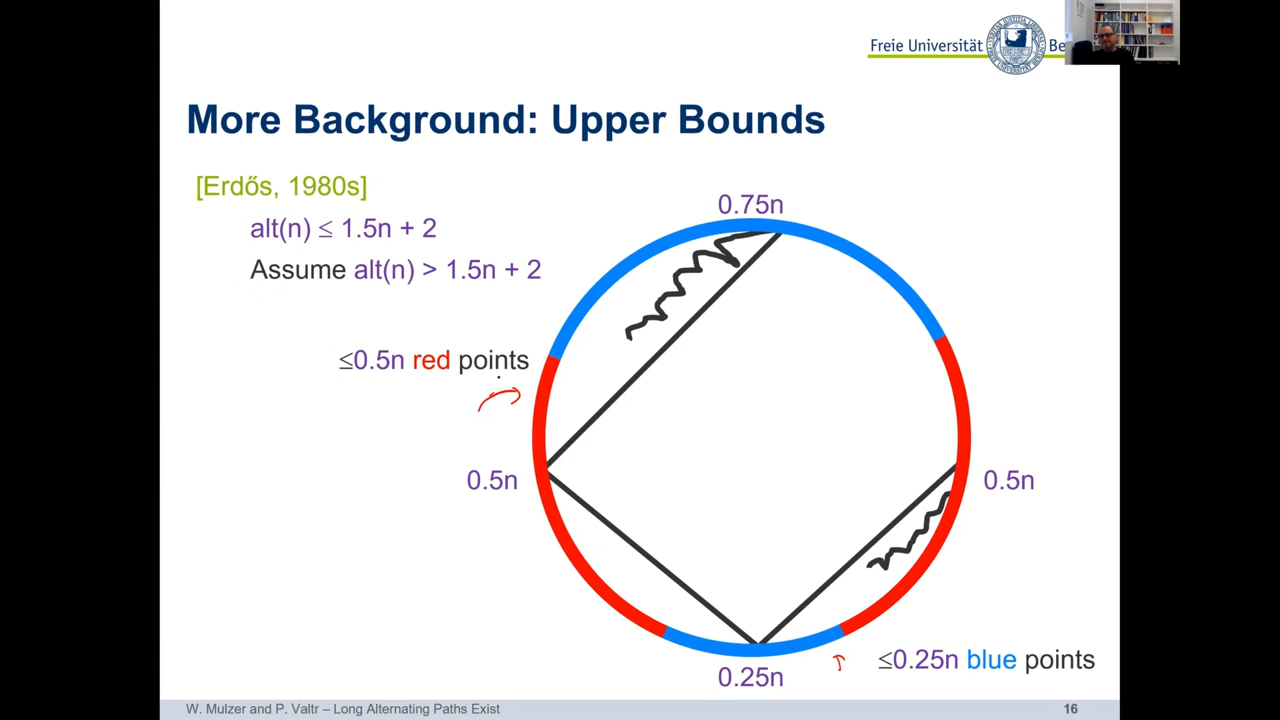 Freie Universität Be
More Background: Upper Bounds
[Erdős, 1980s]
alt(n) ≤ 1.5n + 2
Assume alt(n) > 1.5n + 2
0.75n
≤0.5n red points
0.5n
0.5n
0.25n
≤0.25n blue points
W. Mulzer and P. Valtr – Long Alternating Paths Exist
16